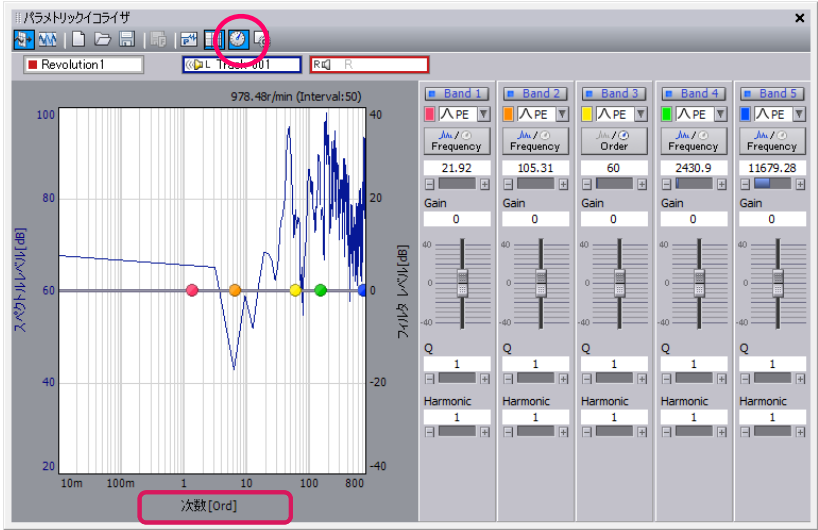 パラメトリックイコライザ
Revolution1
L Track 001
R R
978.48r/min (Interval:50)
100
80
60
40
20
スペクトルレベル[dB]
40
20
0
-20
-40
フィルタ レベル[dB]
10m 100m 1 10 100 800
次数[Ord]
Band 1
PE
Frequency
21.92
Gain
0
40
0
-40
Q
1
Harmonic
1
Band 2
PE
Frequency
105.31
Gain
0
40
0
-40
Q
1
Harmonic
1
Band 3
PE
Order
60
Gain
0
40
0
-40
Q
1
Harmonic
1
Band 4
PE
Frequency
2430.9
Gain
0
40
0
-40
Q
1
Harmonic
1
Band 5
PE
Frequency
11679.28
Gain
0
40
0
-40
Q
1
Harmonic
1